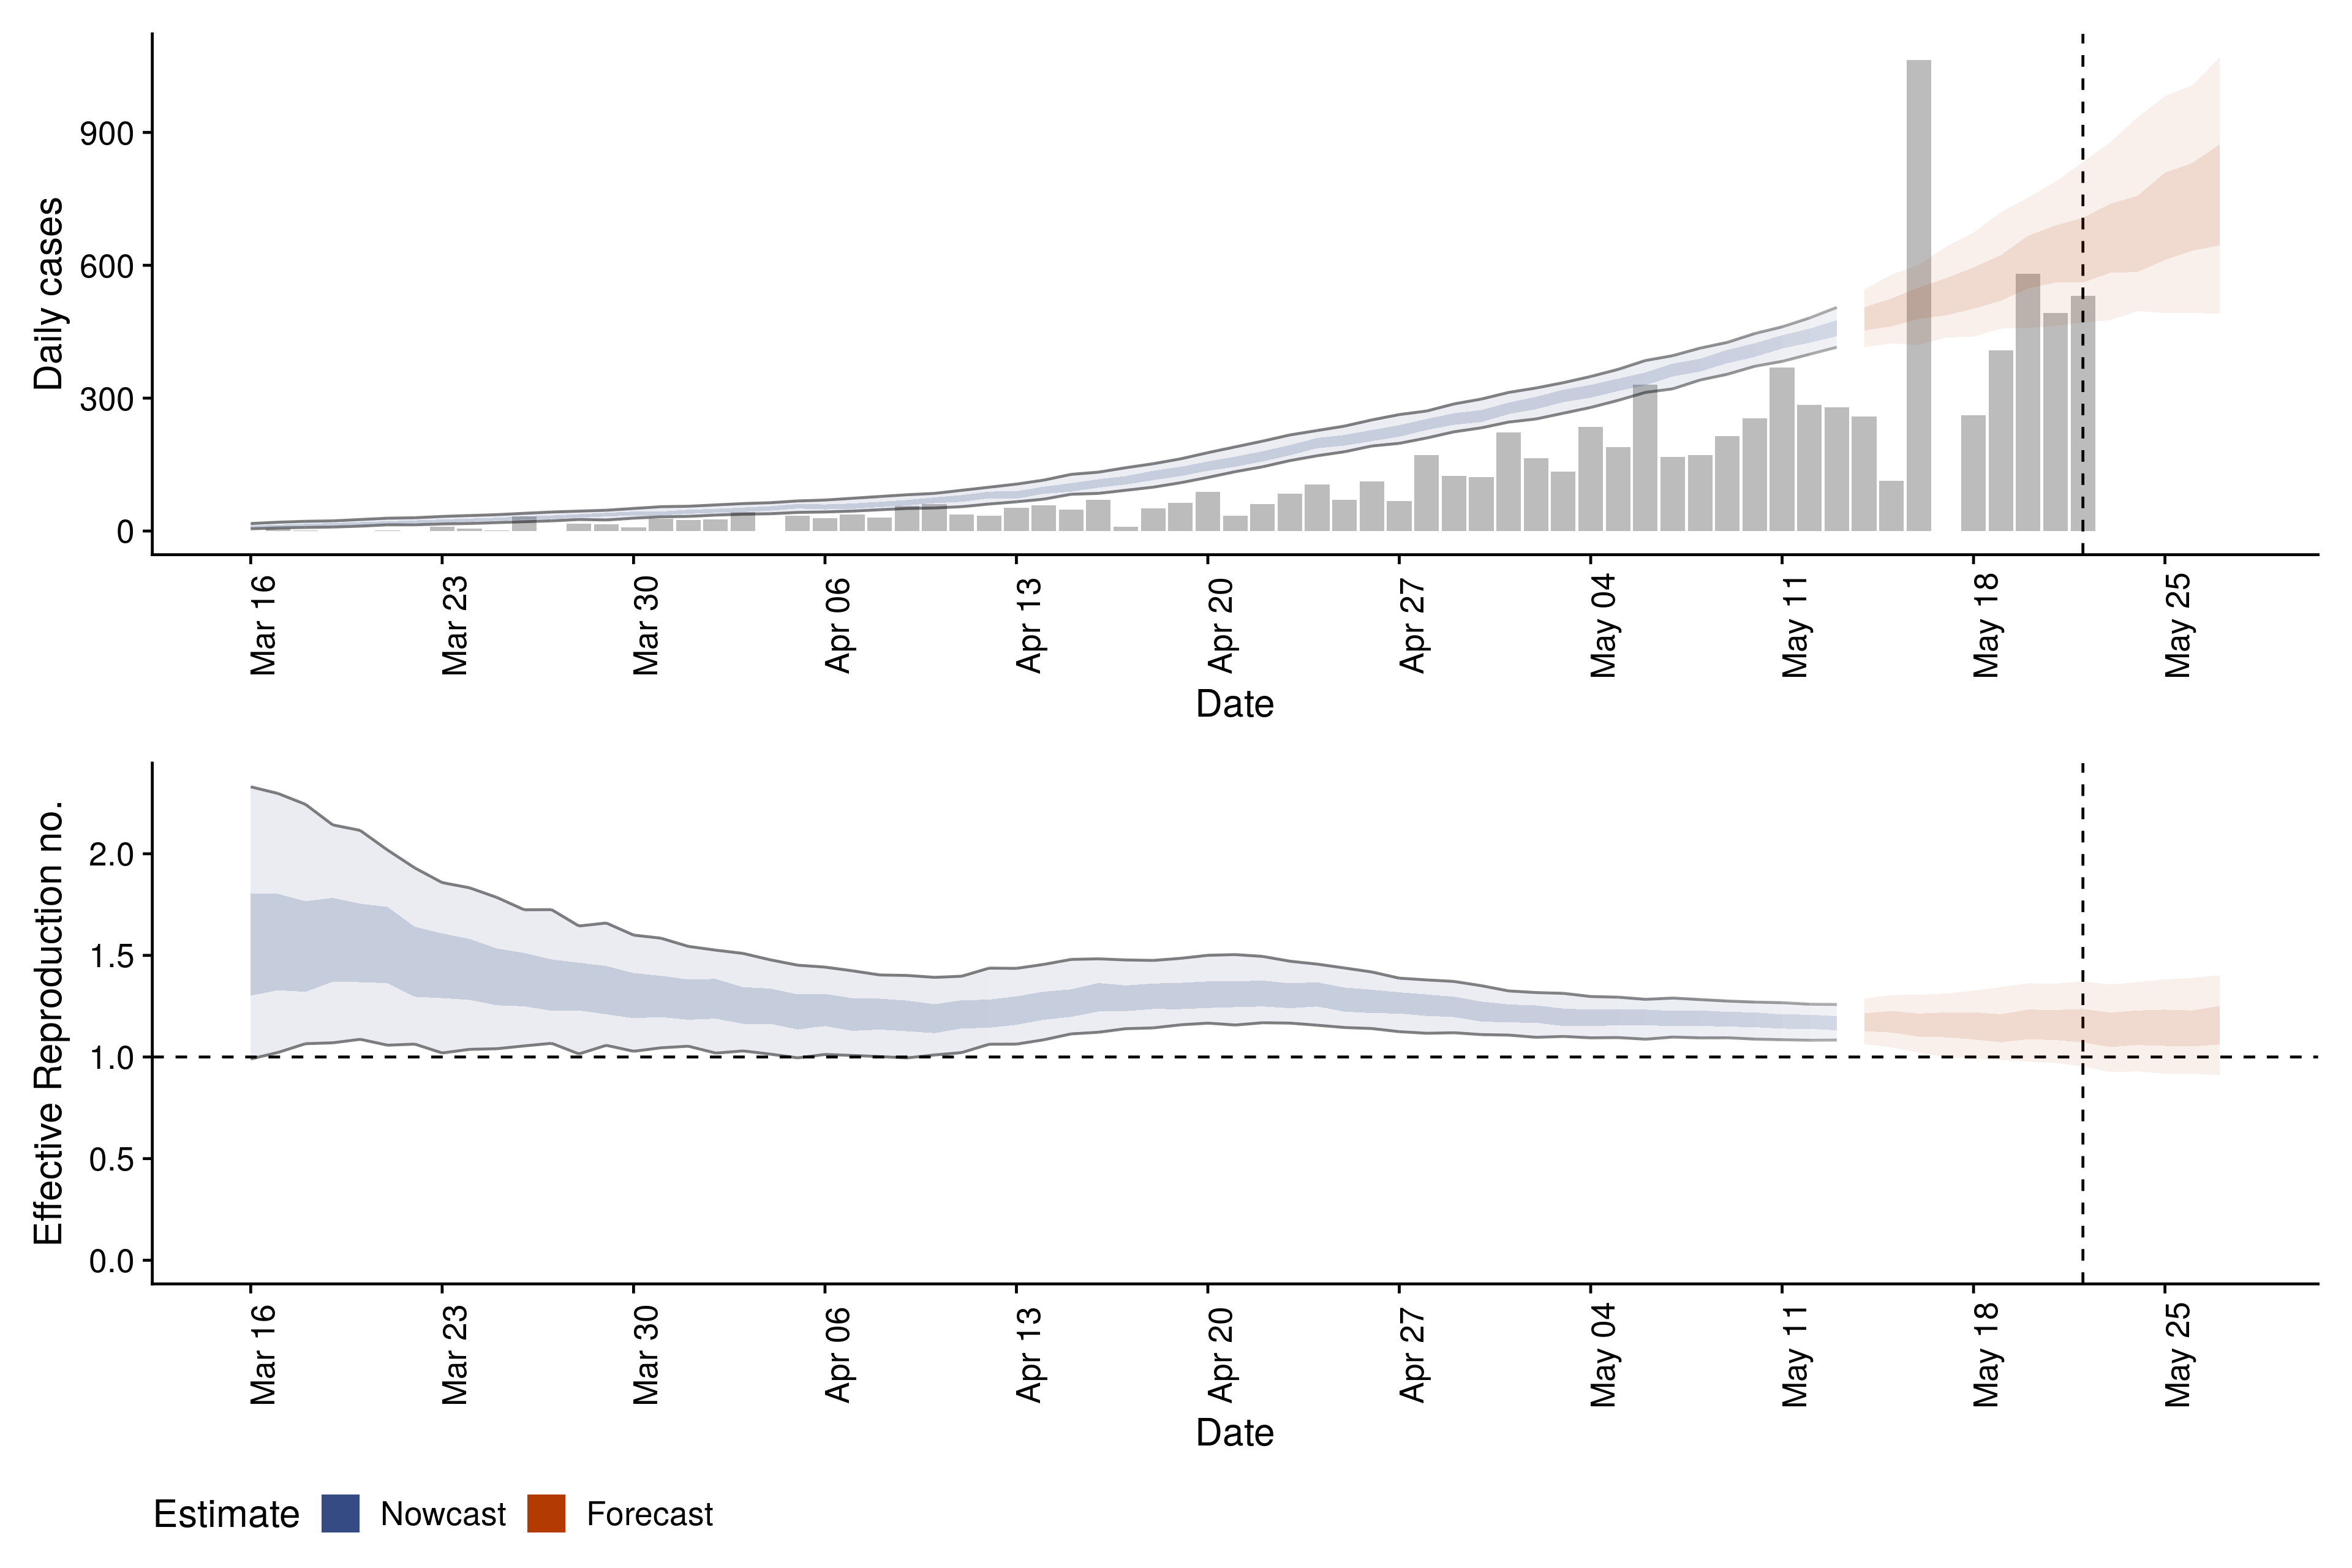 Daily cases
900
600
300
0
Mar 16
Mar 23
Mar 30
Apr 06
Apr 13
Apr 20
Apr 27
May 04
May 11
May 18
May 25
Date
Effective Reproduction no.
2.0
1.5
1.0
0.5
0.0
Mar 16
Mar 23
Mar 30
Apr 06
Apr 13
Apr 20
Apr 27
May 04
May 11
May 18
May 25
Date
Estimate Nowcast Forecast